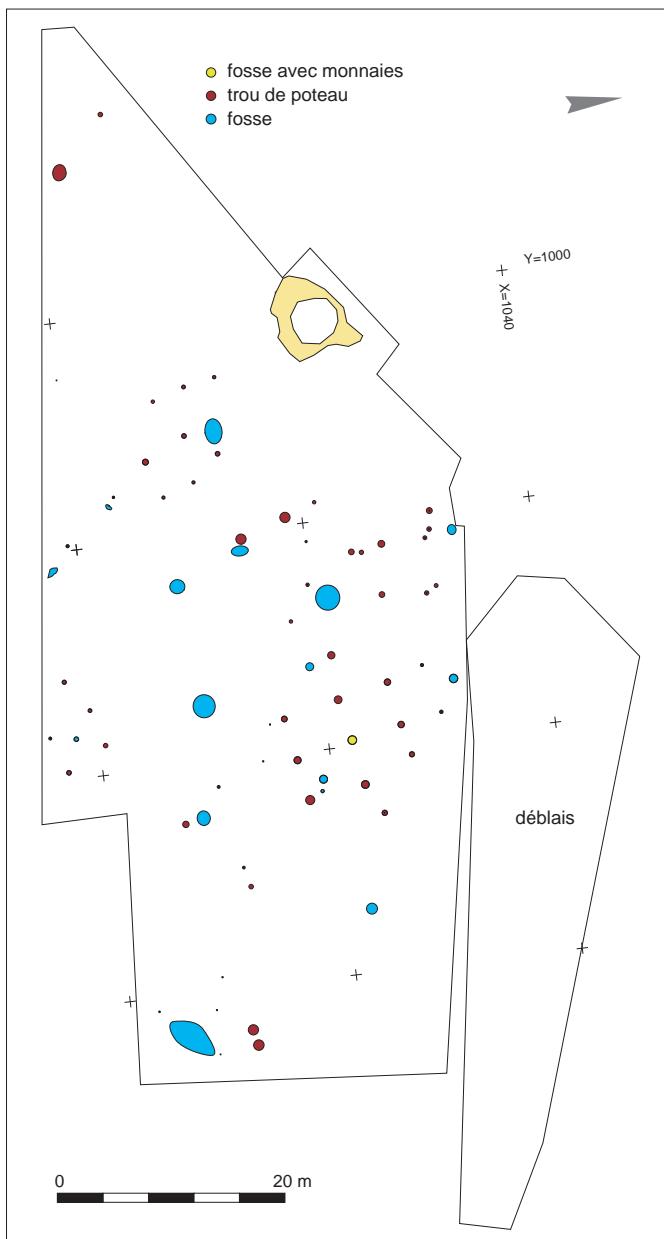 fosse avec monnaies
trou de poteau
fosse
Y=1000
X=1040
déblais
0 20 m